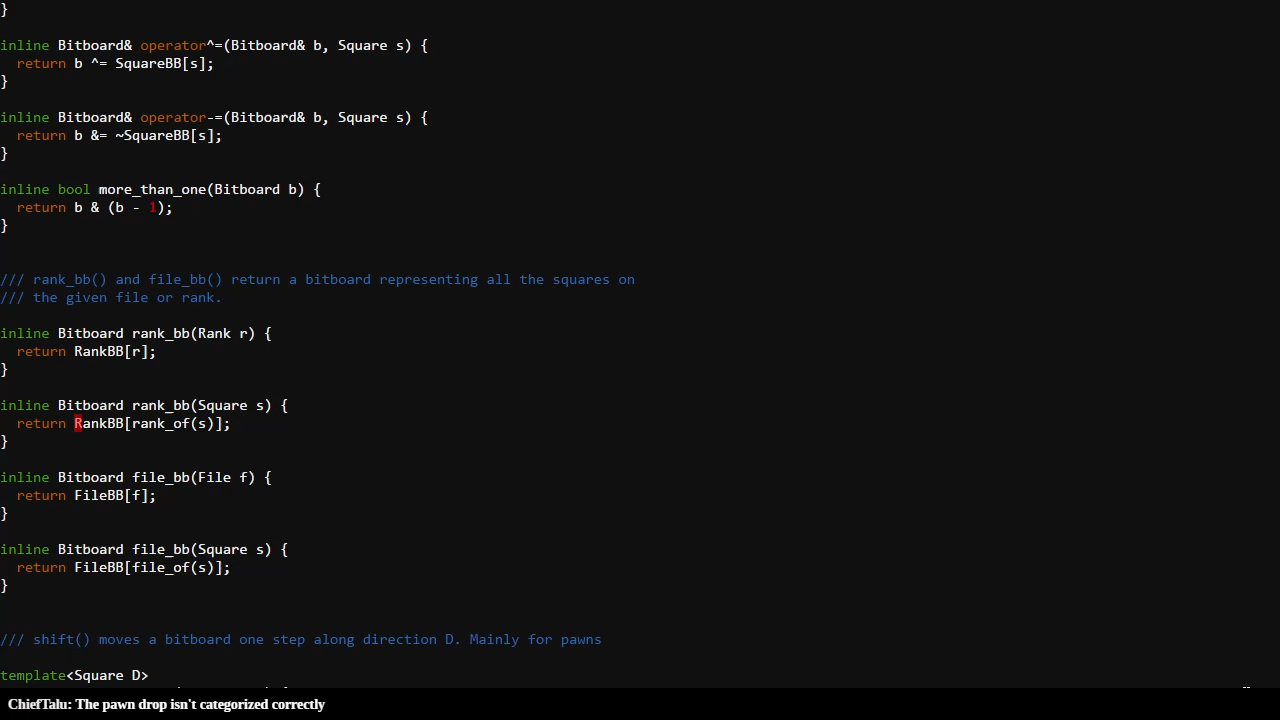 }
inline Bitboard& operator^=(Bitboard& b, Square s) {
  return b ^= SquareBB[s];
}
inline Bitboard& operator-=(Bitboard& b, Square s) {
  return b &= ~SquareBB[s];
}
inline bool more_than_one(Bitboard b) {
  return b & (b - 1);
}
/// rank_bb() and file_bb() return a bitboard representing all the squares on
/// the given file or rank.
inline Bitboard rank_bb(Rank r) {
  return RankBB[r];
}
inline Bitboard rank_bb(Square s) {
  return RankBB[rank_of(s)];
}
inline Bitboard file_bb(File f) {
  return FileBB[f];
}
inline Bitboard file_bb(Square s) {
  return FileBB[file_of(s)];
}
/// shift() moves a bitboard one step along direction D. Mainly for pawns
template<Square D>
ChiefTalu: The pawn drop isn't categorized correctly